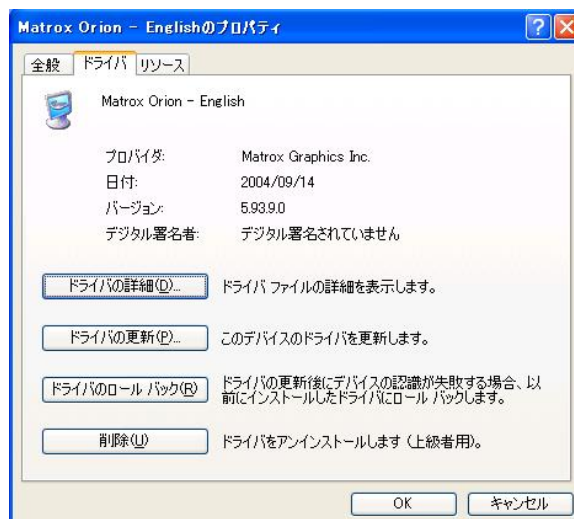 Matrox Orion - Englishのプロパティ
全般 ドライバ リソース
Matrox Orion - English
プロバイダ: Matrox Graphics Inc.
日付: 2004/09/14
バージョン: 5.93.9.0
デジタル署名者: デジタル署名されていません
ドライバの詳細(D)... ドライバ ファイルの詳細を表示します。
ドライバの更新(P)... このデバイスのドライバを更新します。
ドライバのロール バック(R) ドライバの更新後にデバイスの認識が失敗する場合、以
前にインストールしたドライバにロール バックします。
削除(U) ドライバをアンインストールします (上級者用)。
OK キャンセル